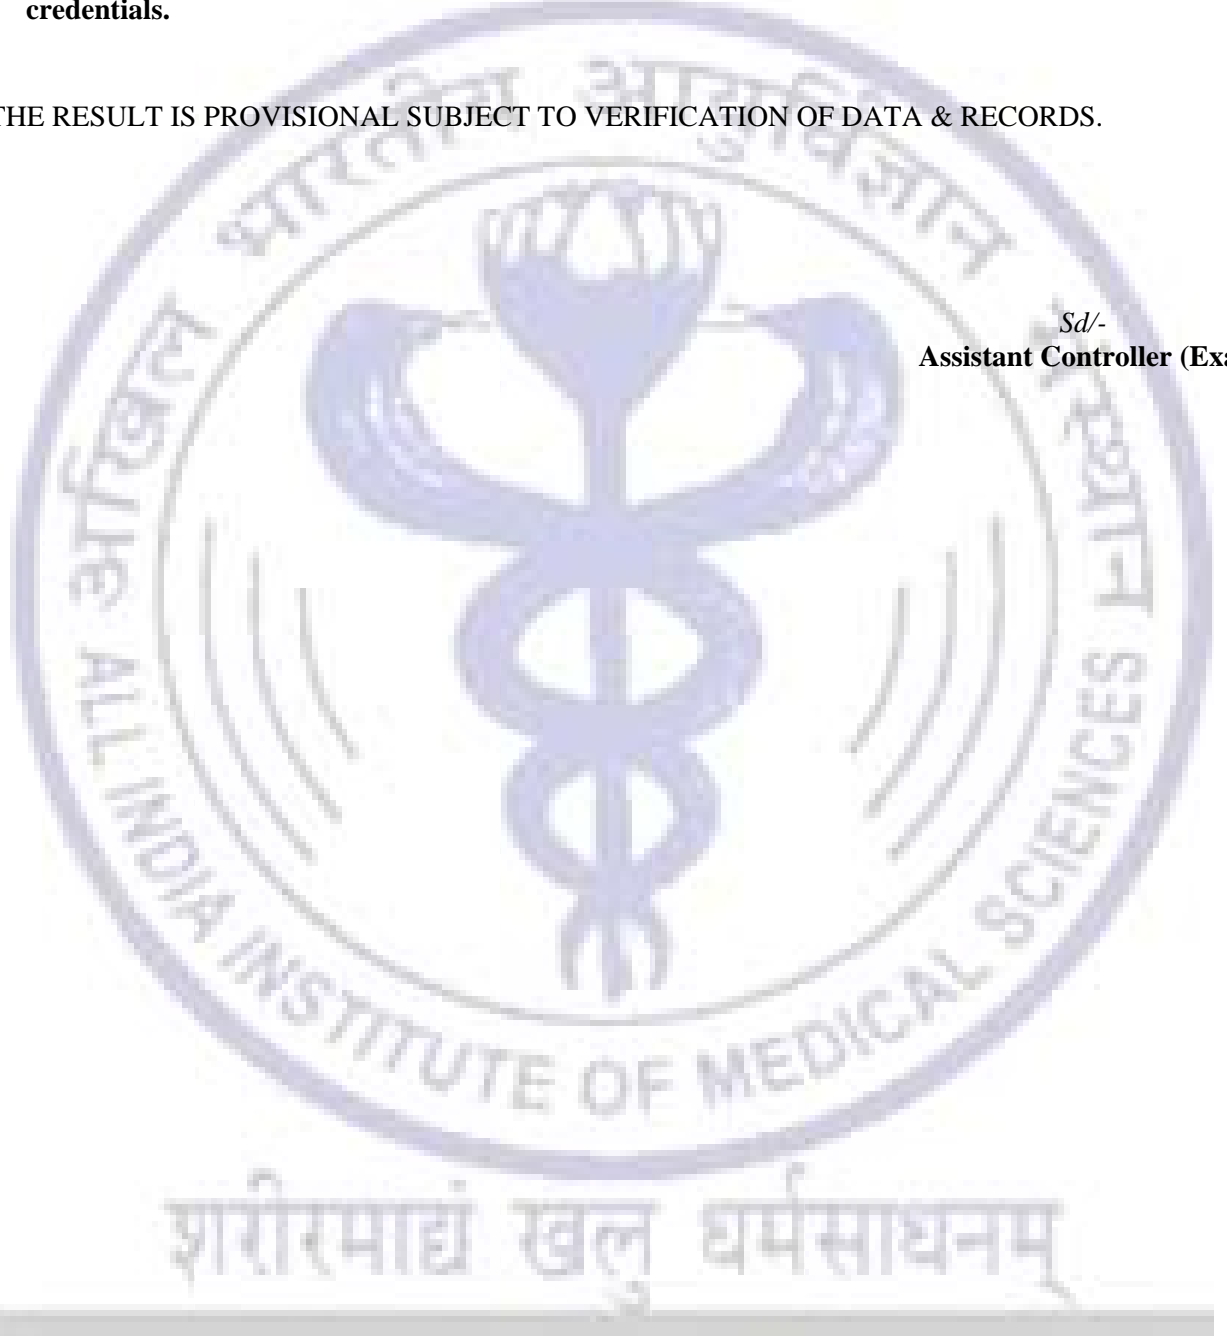 credentials.
THE RESULT IS PROVISIONAL SUBJECT TO VERIFICATION OF DATA & RECORDS.
Sd/-
Assistant Controller (Exa
अखिल भारतीय आयुर्विज्ञान संस्थान
ALL INDIA INSTITUTE OF MEDICAL SCIENCES
शरीरमाद्यं खलु धर्मसाधनम्